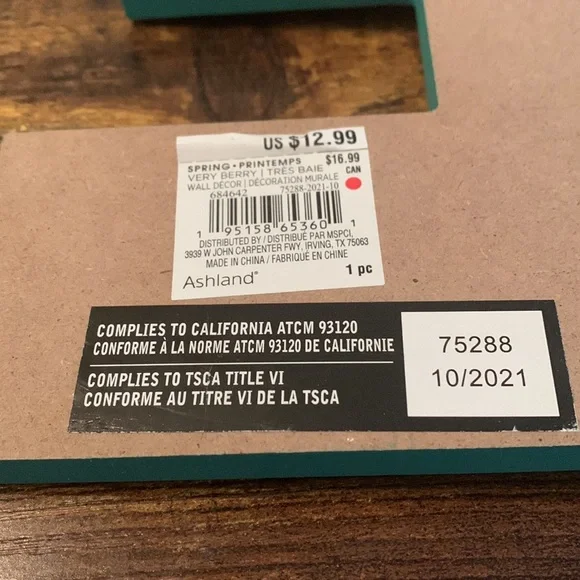 US $12.99
SPRING • PRINTEMPS $16.99
VERY BERRY | TRÈS BAIE CAN
WALL DÉCOR | DÉCORATION MURALE
684642 75288-2021-10
1 95158 65360 1
DISTRIBUTED BY / DISTRIBUÉ PAR MSPCI,
3939 W JOHN CARPENTER FWY, IRVING, TX 75063
MADE IN CHINA / FABRIQUÉ EN CHINE
Ashland® 1 pc
COMPLIES TO CALIFORNIA ATCM 93120
CONFORME À LA NORME ATCM 93120 DE CALIFORNIE
COMPLIES TO TSCA TITLE VI
CONFORME AU TITRE VI DE LA TSCA
75288
10/2021